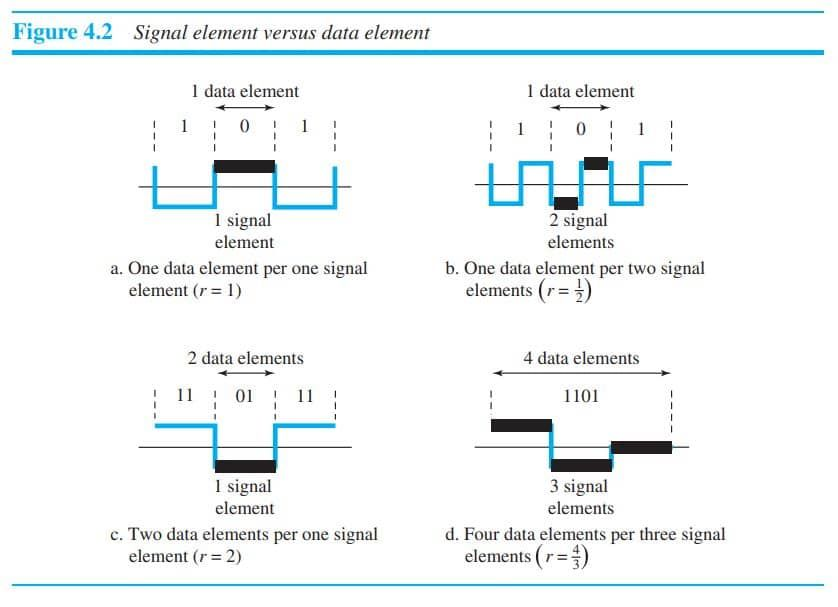 Figure 4.2 Signal element versus data element
1 data element
1 0 1
1 signal
element
a. One data element per one signal
element (r = 1)
1 data element
1 0 1
2 signal
elements
b. One data element per two signal
elements (r = 1/2)
2 data elements
11 01 11
1 signal
element
c. Two data elements per one signal
element (r = 2)
4 data elements
1101
3 signal
elements
d. Four data elements per three signal
elements (r = 4/3)